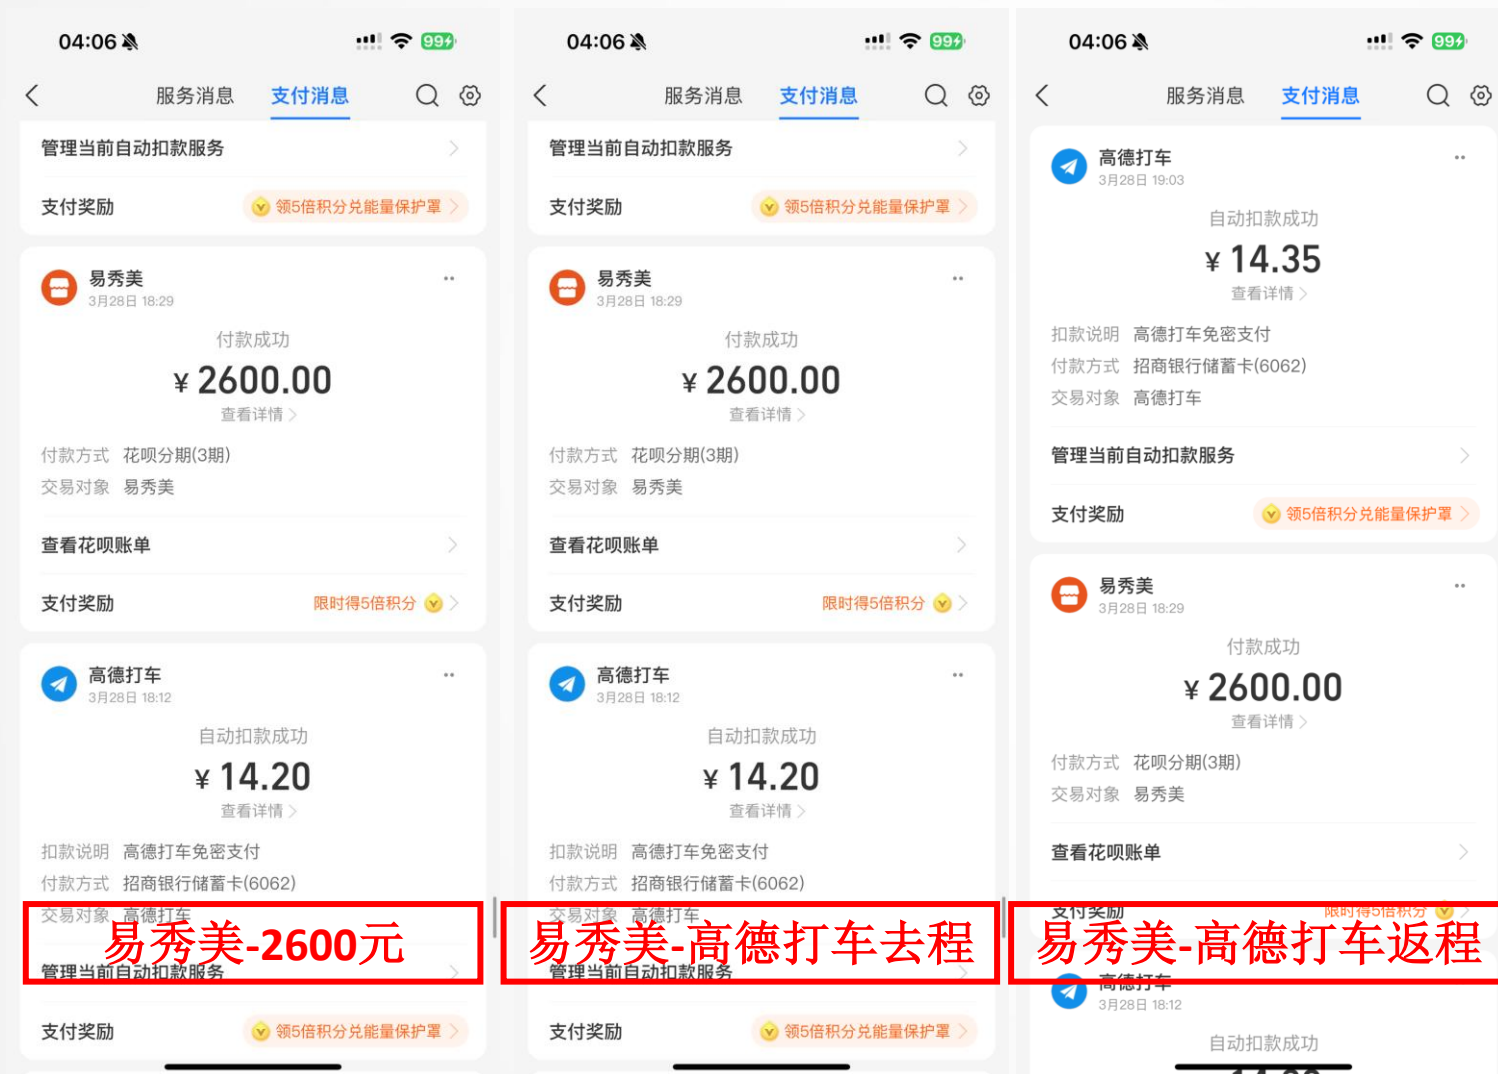 04:06
99
服务消息
支付消息
管理当前自动扣款服务
支付奖励
领5倍积分兑能量保护罩
易秀美
3月28日 18:29
付款成功
¥ 2600.00
查看详情
付款方式 花呗分期(3期)
交易对象 易秀美
查看花呗账单
支付奖励
限时得5倍积分
高德打车
3月28日 18:12
自动扣款成功
¥ 14.20
查看详情
扣款说明 高德打车免密支付
付款方式 招商银行储蓄卡(6062)
交易对象 高德打车
易秀美-2600元
管理当前自动扣款服务
支付奖励
领5倍积分兑能量保护罩
04:06
99
服务消息
支付消息
管理当前自动扣款服务
支付奖励
领5倍积分兑能量保护罩
易秀美
3月28日 18:29
付款成功
¥ 2600.00
查看详情
付款方式 花呗分期(3期)
交易对象 易秀美
查看花呗账单
支付奖励
限时得5倍积分
高德打车
3月28日 18:12
自动扣款成功
¥ 14.20
查看详情
扣款说明 高德打车免密支付
付款方式 招商银行储蓄卡(6062)
交易对象 高德打车
易秀美-高德打车去程
管理当前自动扣款服务
支付奖励
领5倍积分兑能量保护罩
04:06
99
服务消息
支付消息
高德打车
3月28日 19:03
自动扣款成功
¥ 14.35
查看详情
扣款说明 高德打车免密支付
付款方式 招商银行储蓄卡(6062)
交易对象 高德打车
管理当前自动扣款服务
支付奖励
领5倍积分兑能量保护罩
易秀美
3月28日 18:29
付款成功
¥ 2600.00
查看详情
付款方式 花呗分期(3期)
交易对象 易秀美
查看花呗账单
支付奖励
限时得5倍积分
易秀美-高德打车返程
高德打车
3月28日 18:12
自动扣款成功